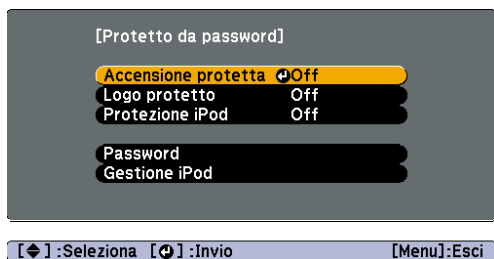 [Protetto da password]
Accensione protetta Off
Logo protetto Off
Protezione iPod Off
Password
Gestione iPod
[◆] :Seleziona [↵] :Invio [Menu]:Esci